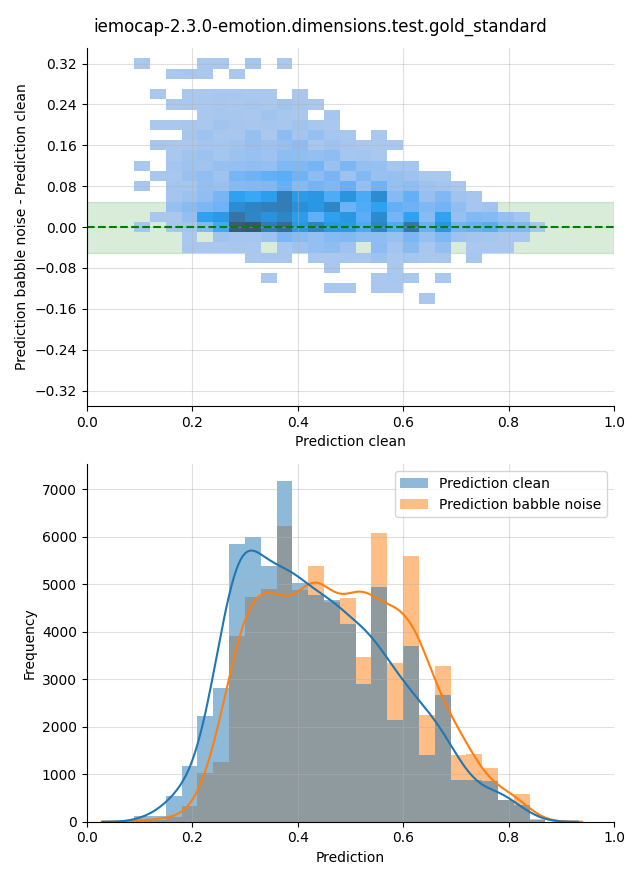 iemocap-2.3.0-emotion.dimensions.test.gold_standard
Prediction babble noise - Prediction clean
0.32
0.24
0.16
0.08
0.00
−0.08
−0.16
−0.24
−0.32
0.0 0.2 0.4 0.6 0.8 1.0
Prediction clean
Prediction clean
Prediction babble noise
Frequency
7000
6000
5000
4000
3000
2000
1000
0
0.0 0.2 0.4 0.6 0.8 1.0
Prediction